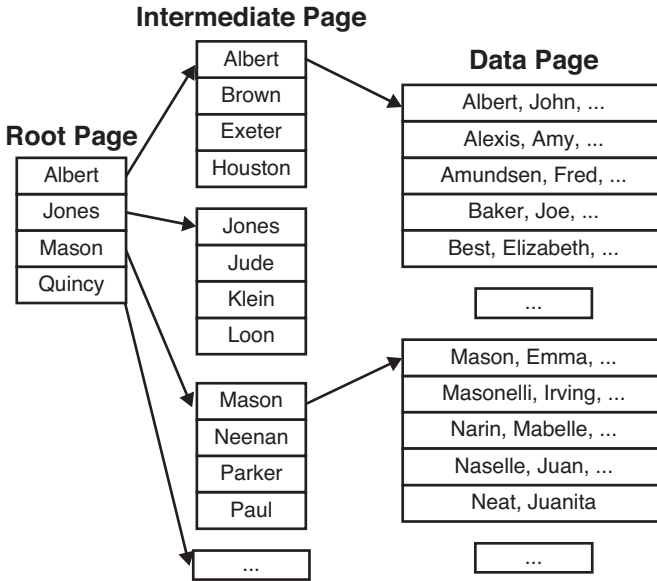 Intermediate Page
Albert
Brown
Exeter
Houston
Jones
Jude
Klein
Loon
Mason
Neenan
Parker
Paul
...
Root Page
Albert
Jones
Mason
Quincy
Data Page
Albert, John, ...
Alexis, Amy, ...
Amundsen, Fred, ...
Baker, Joe, ...
Best, Elizabeth, ...
...
Mason, Emma, ...
Masonelli, Irving, ...
Narin, Mabelle, ...
Naselle, Juan, ...
Neat, Juanita
...